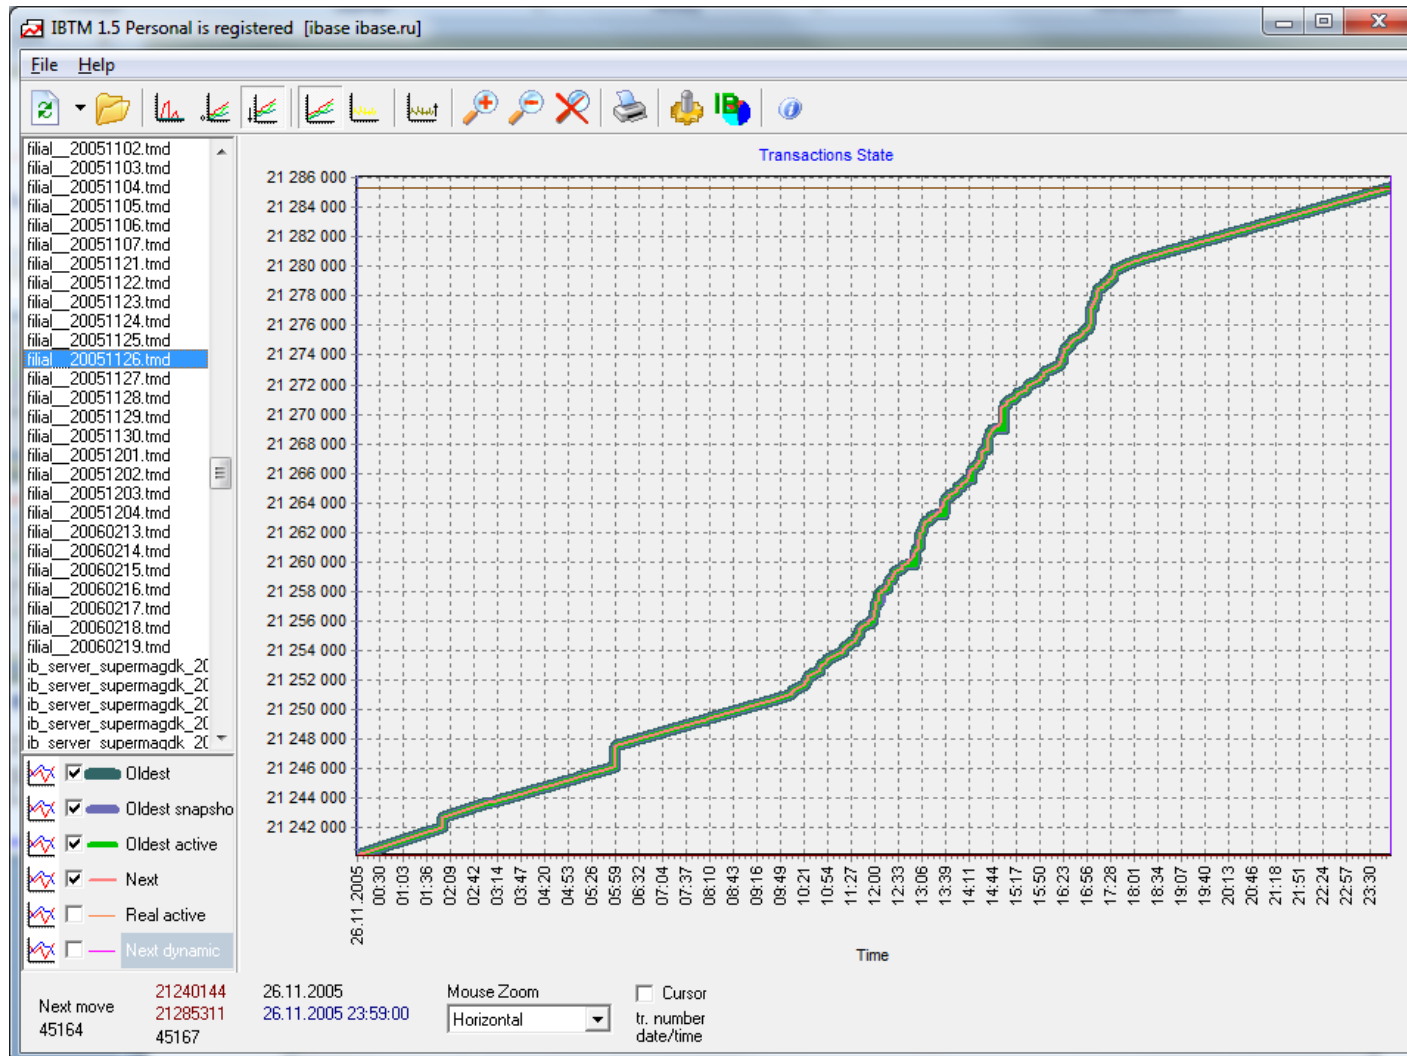 IBTM 1.5 Personal is registered [ibase ibase.ru]
File Help
filial__20051102.tmd
filial__20051103.tmd
filial__20051104.tmd
filial__20051105.tmd
filial__20051106.tmd
filial__20051107.tmd
filial__20051121.tmd
filial__20051122.tmd
filial__20051123.tmd
filial__20051124.tmd
filial__20051125.tmd
filial__20051126.tmd
filial__20051127.tmd
filial__20051128.tmd
filial__20051129.tmd
filial__20051130.tmd
filial__20051201.tmd
filial__20051202.tmd
filial__20051203.tmd
filial__20051204.tmd
filial__20060213.tmd
filial__20060214.tmd
filial__20060215.tmd
filial__20060216.tmd
filial__20060217.tmd
filial__20060218.tmd
filial__20060219.tmd
ib_server_supermagdk_20
ib_server_supermagdk_20
ib_server_supermagdk_20
ib_server_supermagdk_20
ib_server_supermagdk_20
Oldest
Oldest snapsho
Oldest active
Next
Real active
Next dynamic
Transactions State
21 286 000
21 284 000
21 282 000
21 280 000
21 278 000
21 276 000
21 274 000
21 272 000
21 270 000
21 268 000
21 266 000
21 264 000
21 262 000
21 260 000
21 258 000
21 256 000
21 254 000
21 252 000
21 250 000
21 248 000
21 246 000
21 244 000
21 242 000
26.11.2005
00:30
01:03
01:36
02:09
02:42
03:14
03:47
04:20
04:53
05:26
05:59
06:32
07:04
07:37
08:10
08:43
09:16
09:49
10:21
10:54
11:27
12:00
12:33
13:06
13:39
14:11
14:44
15:17
15:50
16:23
16:56
17:28
18:01
18:34
19:07
19:40
20:13
20:46
21:18
21:51
22:24
22:57
23:30
Time
Next move
45164
21240144
21285311
45167
26.11.2005
26.11.2005 23:59:00
Mouse Zoom
Horizontal
Cursor
tr. number
date/time